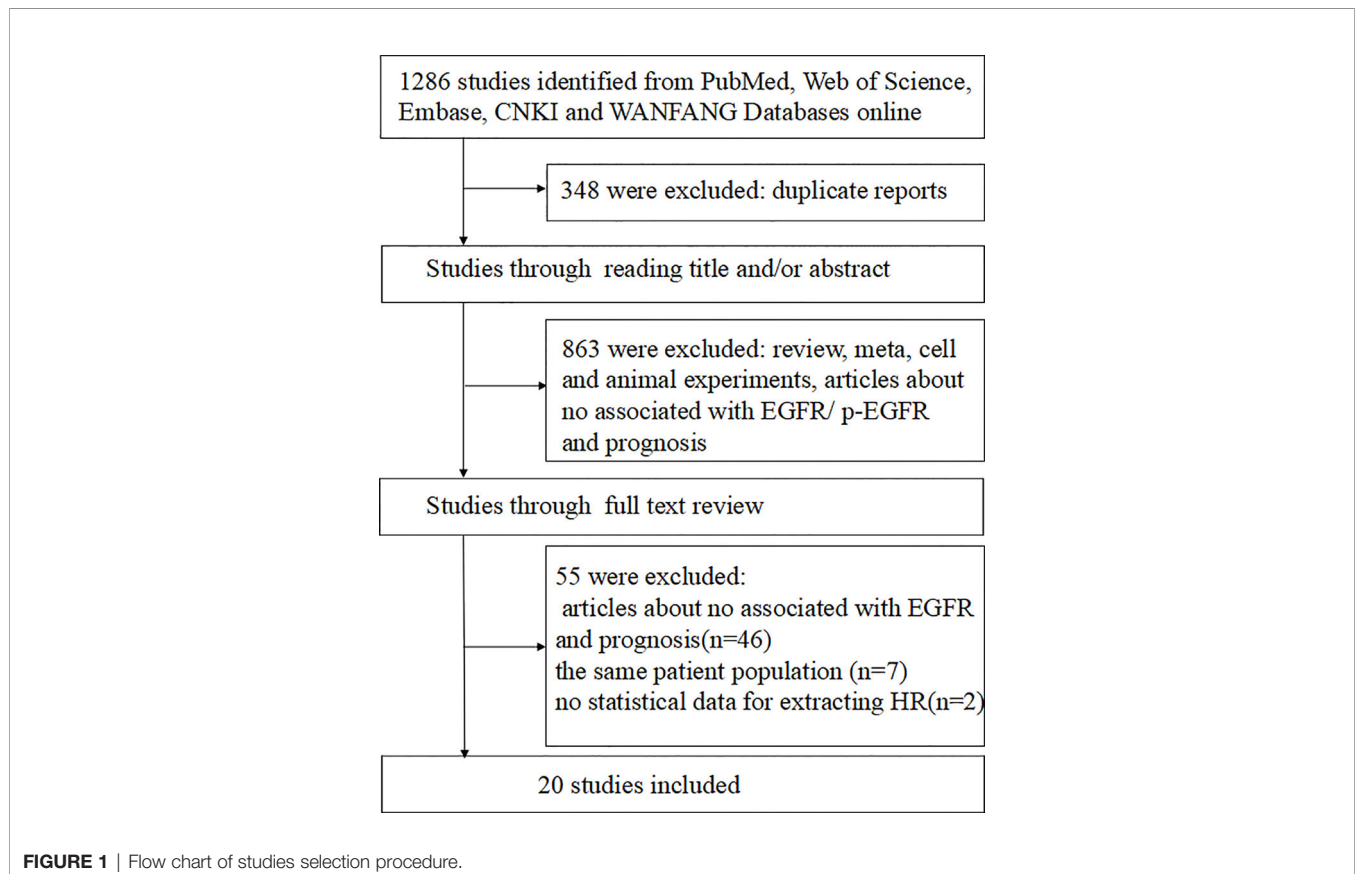 1286 studies identified from PubMed, Web of Science,
Embase, CNKI and WANFANG Databases online
348 were excluded: duplicate reports
Studies through reading title and/or abstract
863 were excluded: review, meta, cell
and animal experiments, articles about
no associated with EGFR/ p-EGFR
and prognosis
Studies through full text review
55 were excluded:
articles about no associated with EGFR
and prognosis(n=46)
the same patient population (n=7)
no statistical data for extracting HR(n=2)
20 studies included
FIGURE 1 | Flow chart of studies selection procedure.